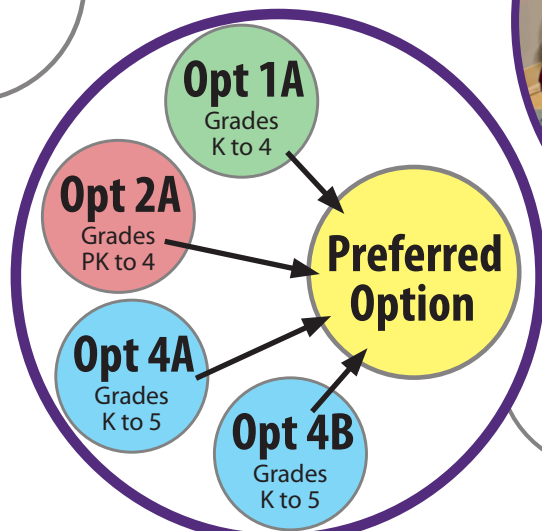 Opt 1A
Grades
K to 4
Opt 2A
Grades
PK to 4
Preferred
Option
Opt 4A
Grades
K to 5
Opt 4B
Grades
K to 5